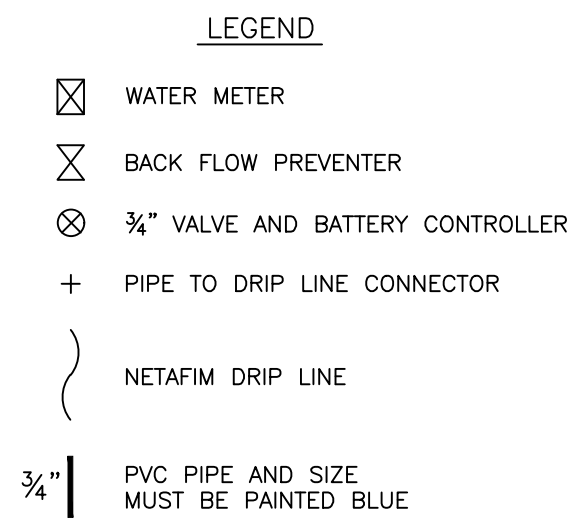 LEGEND
WATER METER
BACK FLOW PREVENTER
¾" VALVE AND BATTERY CONTROLLER
PIPE TO DRIP LINE CONNECTOR
NETAFIM DRIP LINE
¾" PVC PIPE AND SIZE
MUST BE PAINTED BLUE